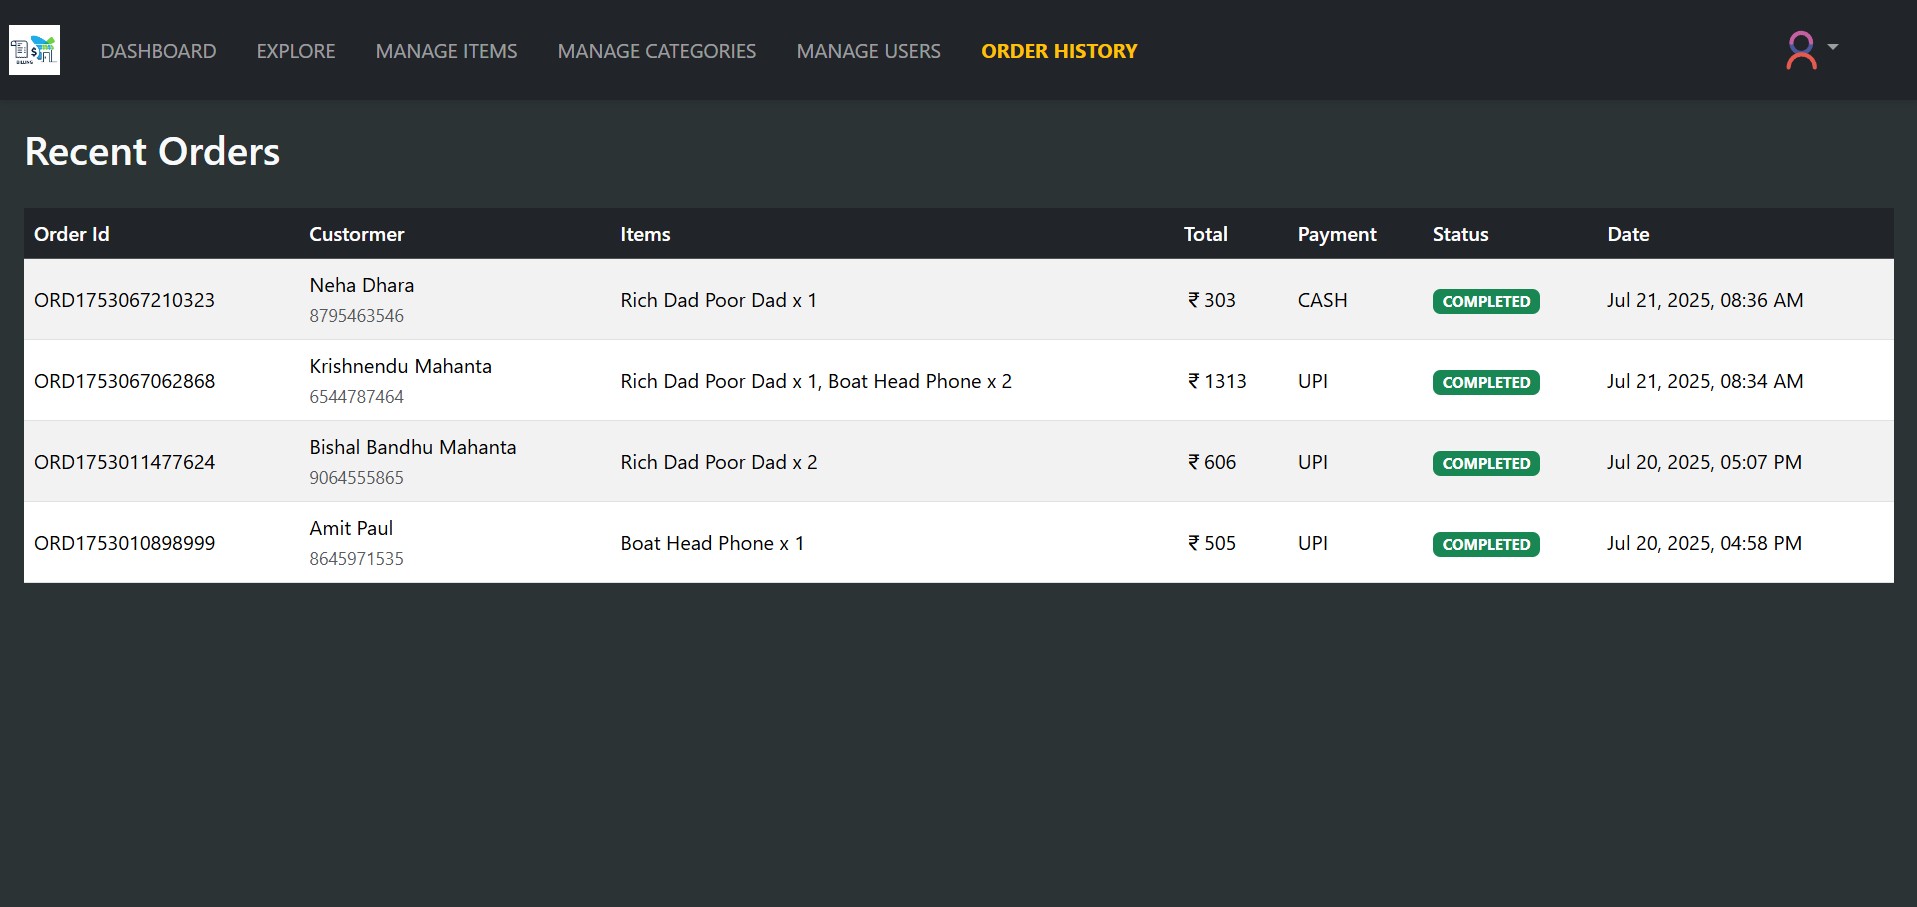 BILLING
DASHBOARD EXPLORE MANAGE ITEMS MANAGE CATEGORIES MANAGE USERS ORDER HISTORY
Recent Orders
Order Id Custormer Items Total Payment Status Date
ORD1753067210323 Neha Dhara 8795463546 Rich Dad Poor Dad x 1 ₹ 303 CASH COMPLETED Jul 21, 2025, 08:36 AM
ORD1753067062868 Krishnendu Mahanta 6544787464 Rich Dad Poor Dad x 1, Boat Head Phone x 2 ₹ 1313 UPI COMPLETED Jul 21, 2025, 08:34 AM
ORD1753011477624 Bishal Bandhu Mahanta 9064555865 Rich Dad Poor Dad x 2 ₹ 606 UPI COMPLETED Jul 20, 2025, 05:07 PM
ORD1753010898999 Amit Paul 8645971535 Boat Head Phone x 1 ₹ 505 UPI COMPLETED Jul 20, 2025, 04:58 PM